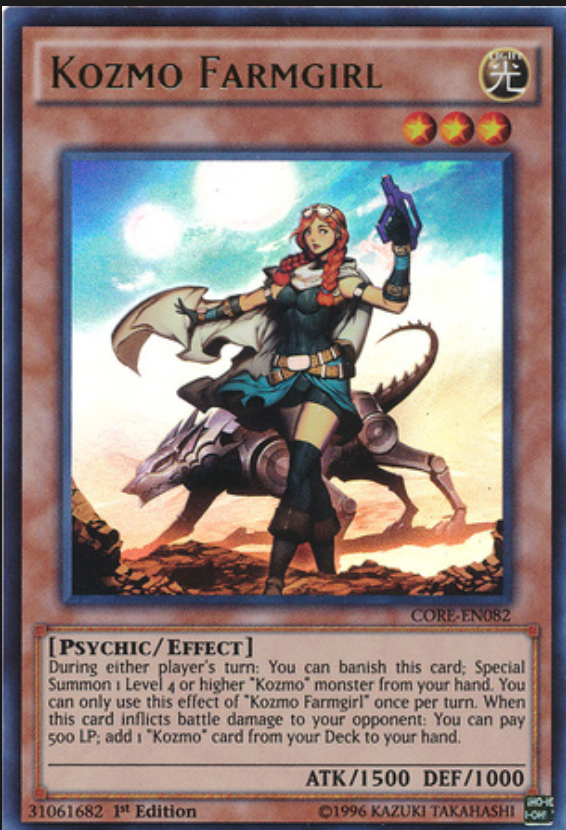 KOZMO FARMGIRL
LIGHT
光
CORE-EN082
[PSYCHIC/EFFECT]
During either player's turn: You can banish this card; Special
Summon 1 Level 4 or higher "Kozmo" monster from your hand. You
can only use this effect of "Kozmo Farmgirl" once per turn. When
this card inflicts battle damage to your opponent: You can pay
500 LP; add 1 "Kozmo" card from your Deck to your hand.
ATK/1500 DEF/1000
31061682 1st Edition ©1996 KAZUKI TAKAHASHI